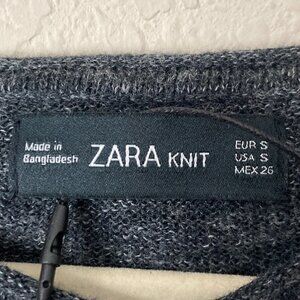 Made in
Bangladesh
ZARA KNIT
EUR S
USA S
MEX 26